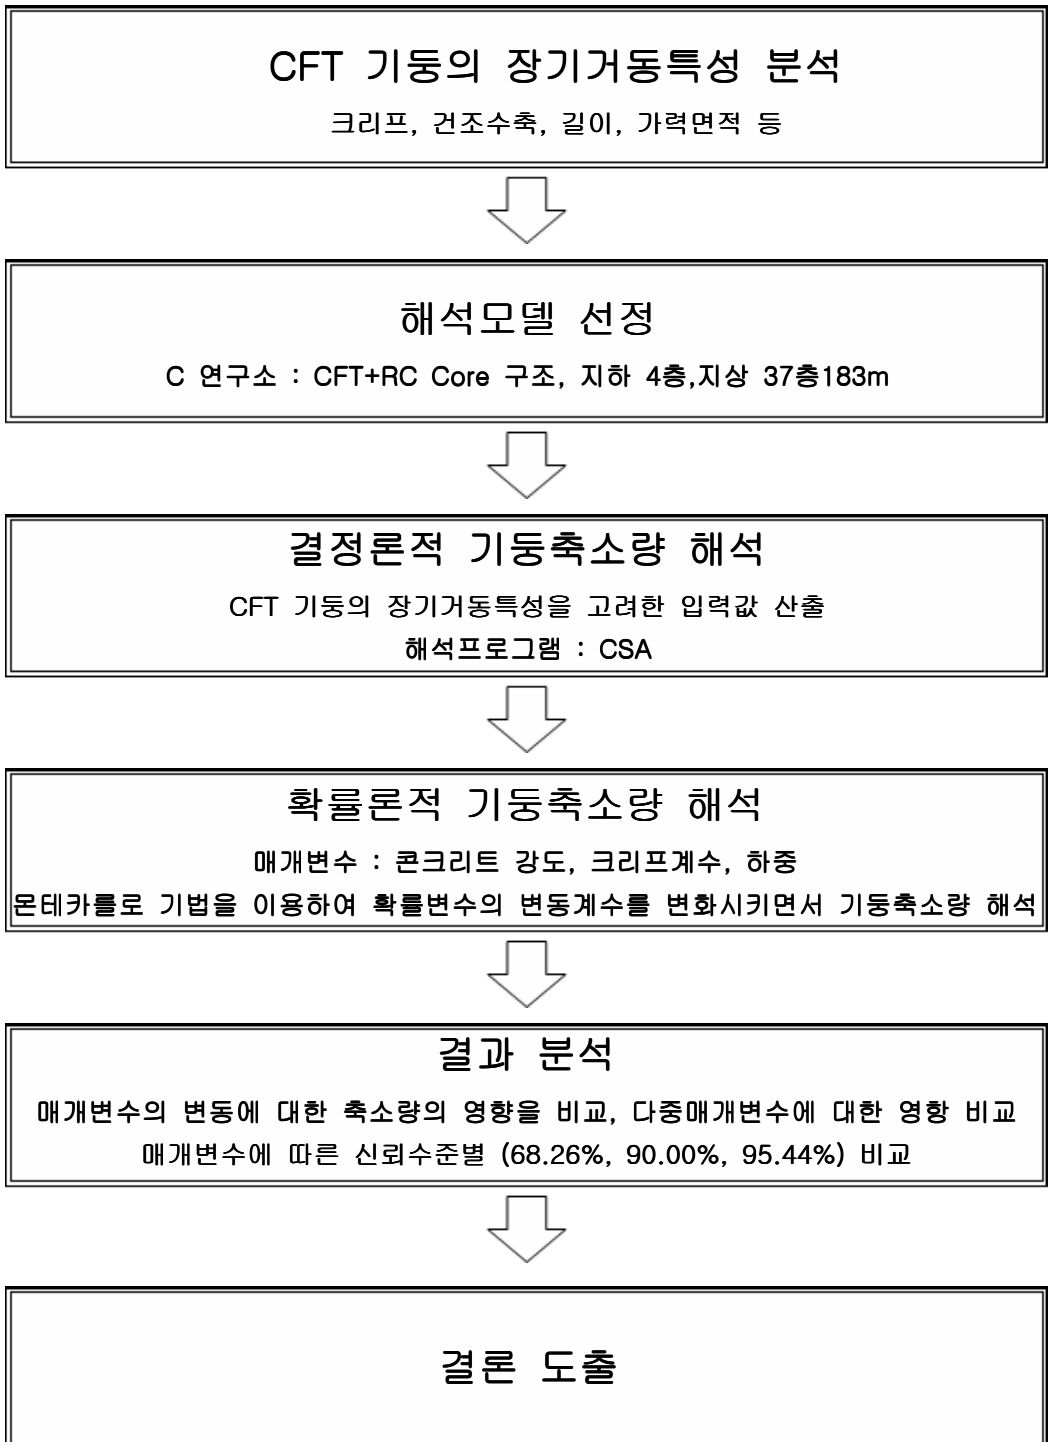 CFT 기둥의 장기거동특성 분석
크리프, 건조수축, 길이, 가력면적 등
해석모델 선정
C 연구소 : CFT+RC Core 구조, 지하 4층,지상 37층183m
결정론적 기둥축소량 해석
CFT 기둥의 장기거동특성을 고려한 입력값 산출
해석프로그램 : CSA
확률론적 기둥축소량 해석
매개변수 : 콘크리트 강도, 크리프계수, 하중
몬테카를로 기법을 이용하여 확률변수의 변동계수를 변화시키면서 기둥축소량 해석
결과 분석
매개변수의 변동에 대한 축소량의 영향을 비교, 다중매개변수에 대한 영항 비교
매개변수에 따른 신뢰수준별 (68.26%, 90.00%, 95.44%) 비교
결론 도출